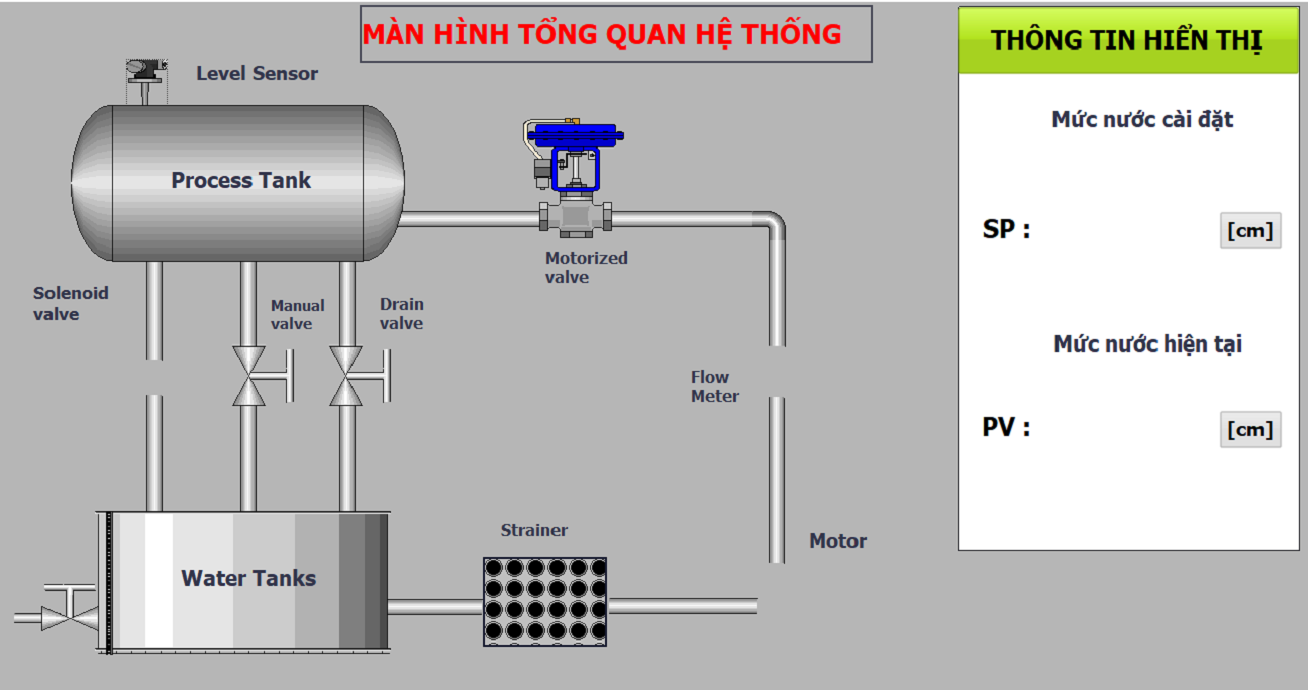 MÀN HÌNH TỔNG QUAN HỆ THỐNG
THÔNG TIN HIỂN THỊ
Level Sensor
Mức nước cài đặt
Process Tank
SP :
[cm]
Motorized
valve
Solenoid
valve
Manual
valve
Drain
valve
Mức nước hiện tại
Flow
Meter
PV :
[cm]
Strainer
Motor
Water Tanks